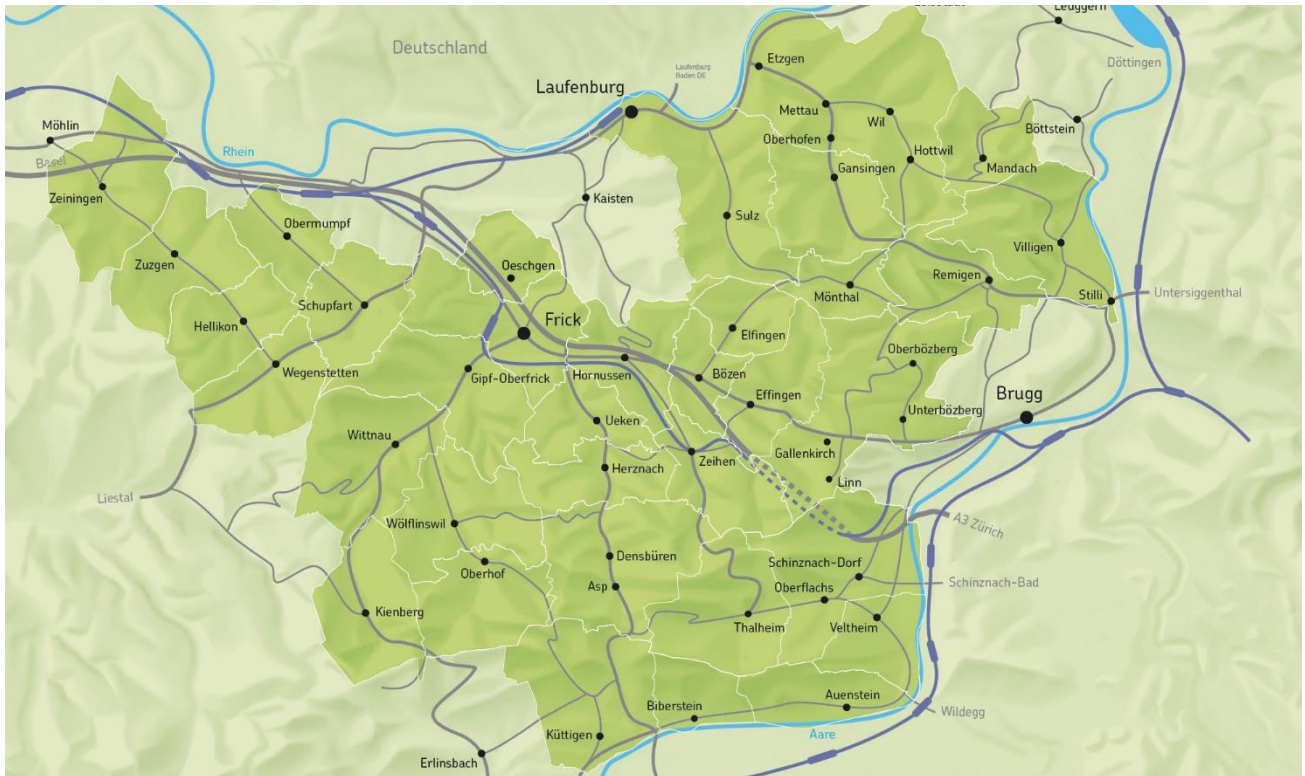 Leuggern
Deutschland
Etzgen
Döttingen
Laufenburg
Baden DE
Laufenburg
Mettau
Wil
Möhlin
Böttstein
Oberhofen
Rhein
Basel
Hottwil
Mandach
Gansingen
Zeiningen
Kaisten
Obermumpf
Sulz
Villigen
Zuzgen
Oeschgen
Remigen
Schupfart
Mönthal
Stilli
Untersiggenthal
Frick
Hellikon
Elfingen
Oberbözberg
Wegenstetten
Gipf-Oberfrick
Hornussen
Bözen
Effingen
Brugg
Unterbözberg
Ueken
Wittnau
Gallenkirch
Zeihen
Herznach
Linn
Liestal
Wölflinswil
A3 Zürich
Densbüren
Schinznach-Dorf
Oberhof
Asp
Oberflachs
Schinznach-Bad
Kienberg
Thalheim
Veltheim
Auenstein
Biberstein
Wildegg
Küttigen
Aare
Erlinsbach